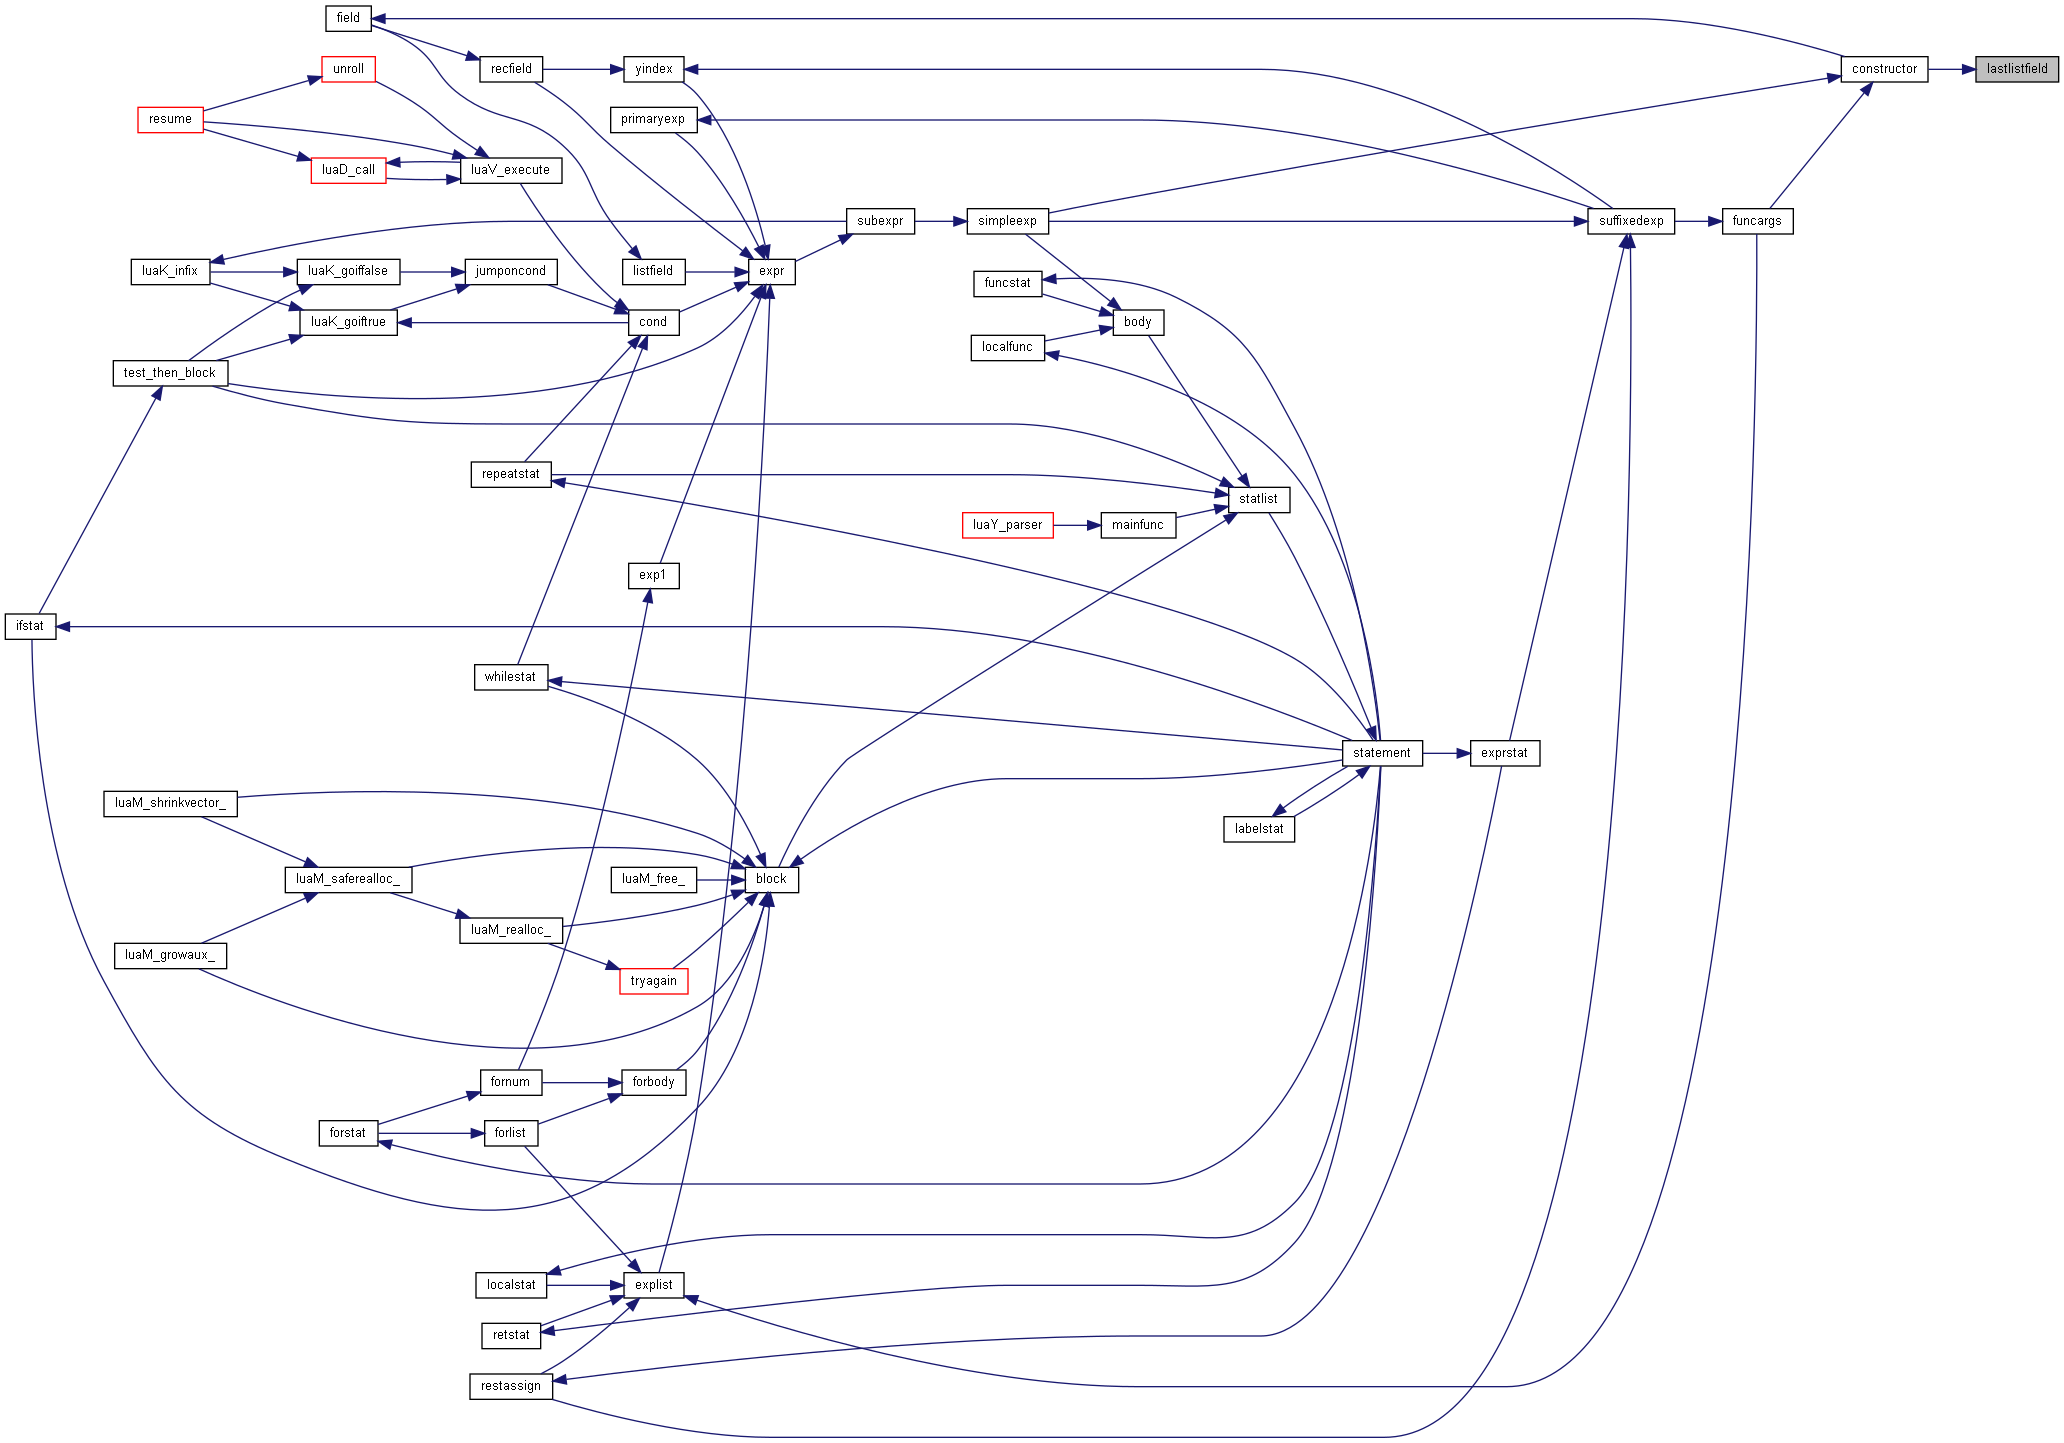 field
unroll
recfield
yindex
constructor
lastlistfield
resume
primaryexp
luaD_call
luaV_execute
subexpr
simpleexp
suffixedexp
funcargs
luaK_infix
luaK_goiffalse
jumponcond
listfield
expr
funcstat
luaK_goiftrue
cond
body
localfunc
test_then_block
repeatstat
statlist
luaY_parser
mainfunc
exp1
ifstat
whilestat
statement
exprstat
luaM_shrinkvector_
labelstat
luaM_saferealloc_
luaM_free_
block
luaM_realloc_
luaM_growaux_
tryagain
fornum
forbody
forstat
forlist
localstat
explist
retstat
restassign